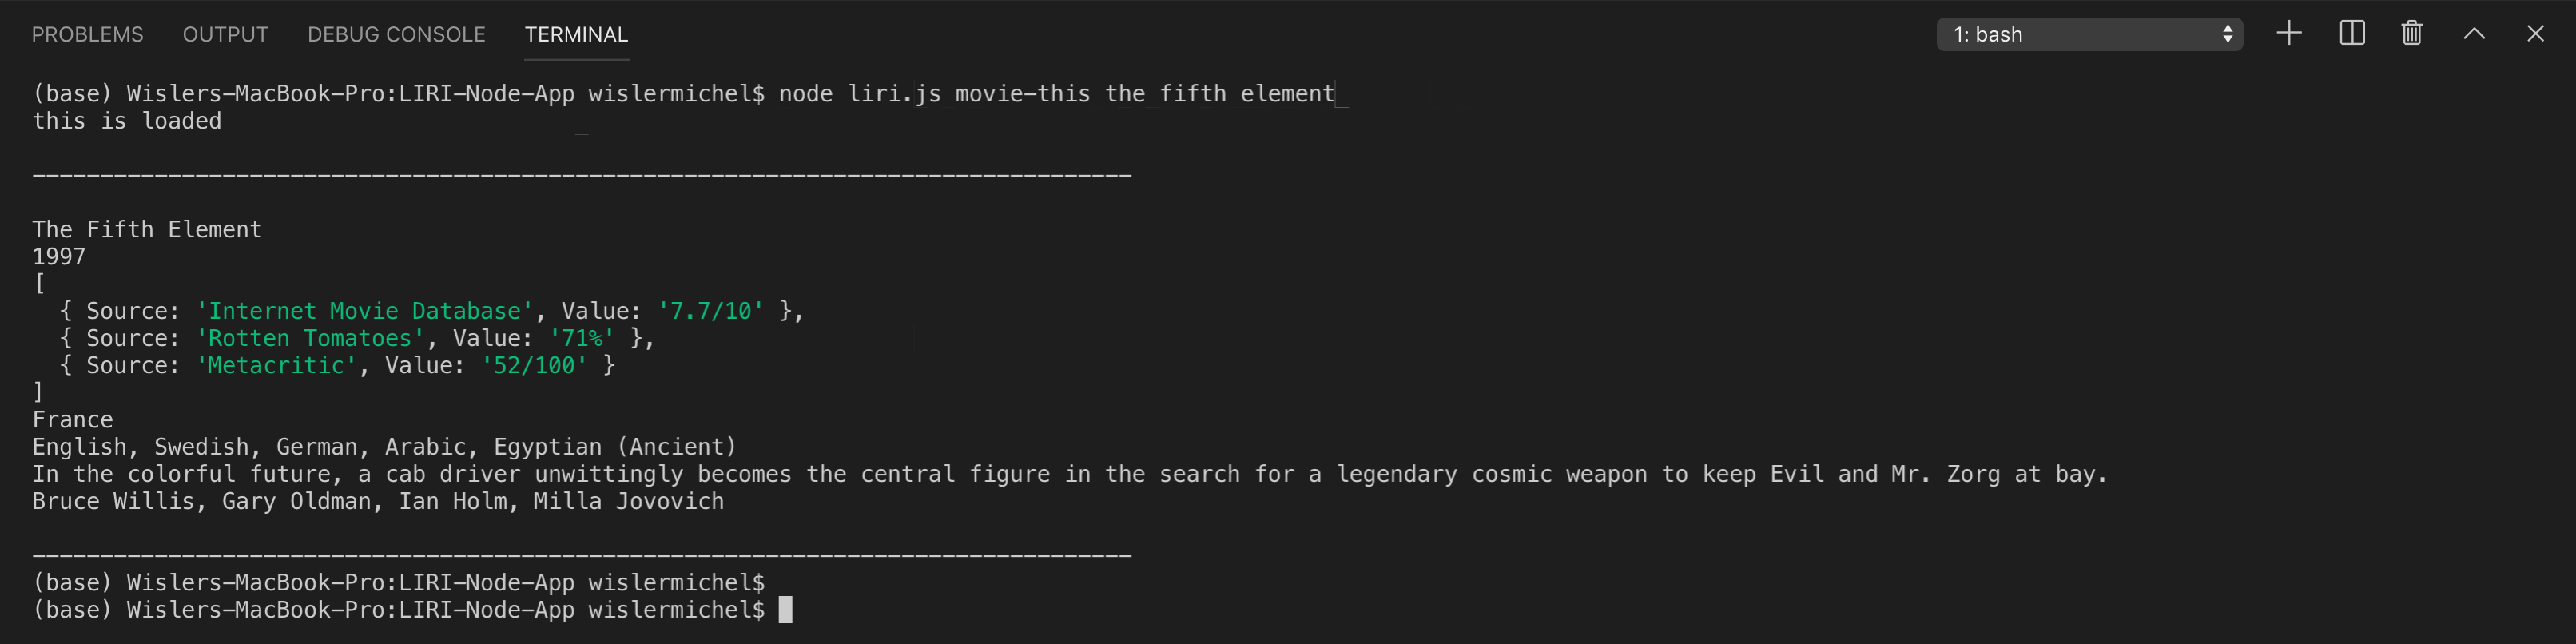 PROBLEMS OUTPUT DEBUG CONSOLE TERMINAL 1: bash
(base) Wislers-MacBook-Pro:LIRI-Node-App wislermichel$ node liri.js movie-this the fifth element
this is loaded
---------------------------------------------------------------------------------
The Fifth Element
1997
[
  { Source: 'Internet Movie Database', Value: '7.7/10' },
  { Source: 'Rotten Tomatoes', Value: '71%' },
  { Source: 'Metacritic', Value: '52/100' }
]
France
English, Swedish, German, Arabic, Egyptian (Ancient)
In the colorful future, a cab driver unwittingly becomes the central figure in the search for a legendary cosmic weapon to keep Evil and Mr. Zorg at bay.
Bruce Willis, Gary Oldman, Ian Holm, Milla Jovovich
---------------------------------------------------------------------------------
(base) Wislers-MacBook-Pro:LIRI-Node-App wislermichel$
(base) Wislers-MacBook-Pro:LIRI-Node-App wislermichel$